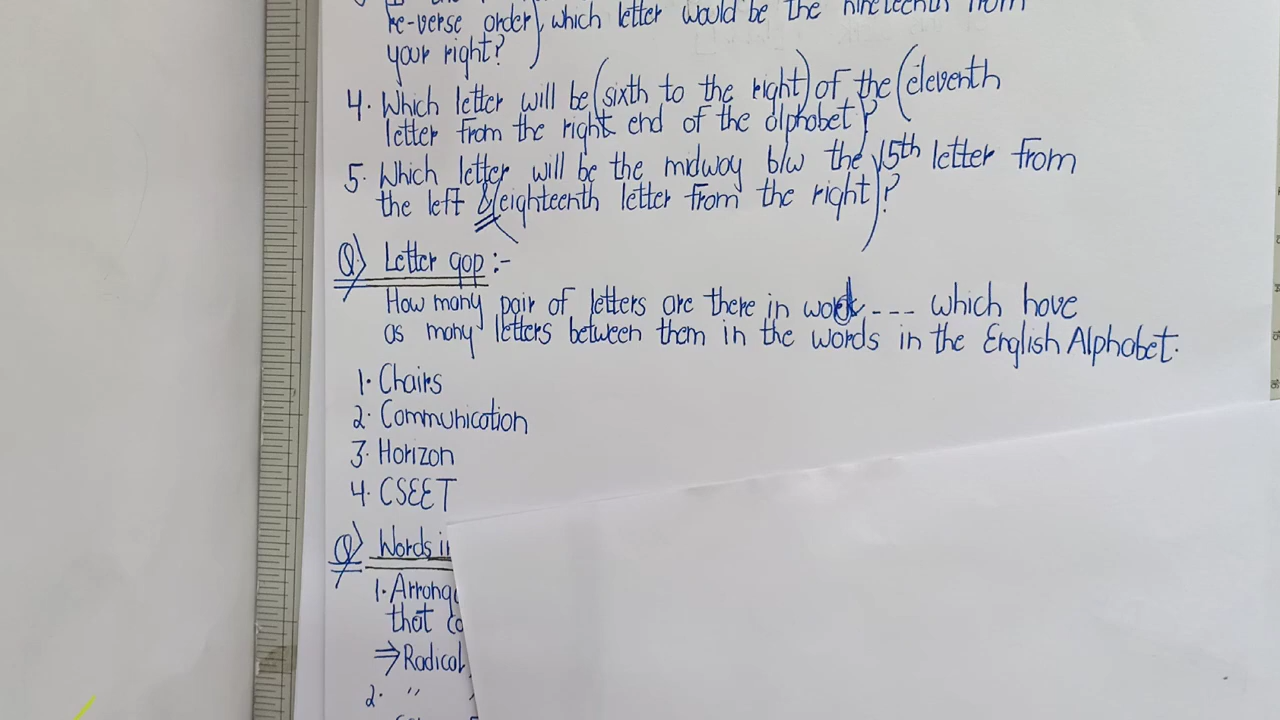 re-verse order), which letter would be the nineteenth from
your right?
4. Which letter will be (sixth to the right) of the (eleventh
letter from the right end of the alphabet)?
5. Which letter will be the midway b/w the 15th letter from
the left & (eighteenth letter from the right)?
Q) Letter gap :-
How many pair of letters are there in word --- which have
as many letters between them in the words in the English Alphabet.
1. Chairs
2. Communication
3. Horizon
4. CSEET
Q) Words in
1. Arrang
that co
⇒ Radical,
2. " "